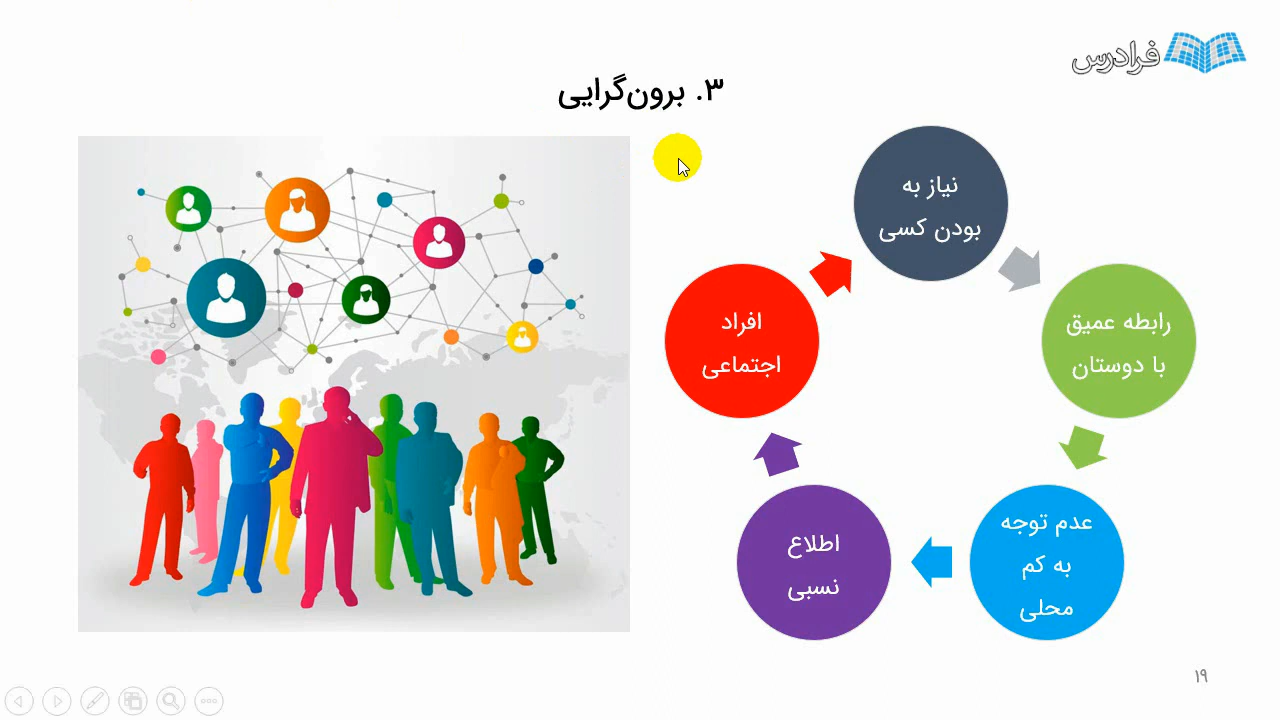 فرادرس
۳. برون‌گرایی
نیاز به
بودن کسی
رابطه عمیق
با دوستان
عدم توجه
به کم
محلی
اطلاع
نسبی
افراد
اجتماعی
۱۹